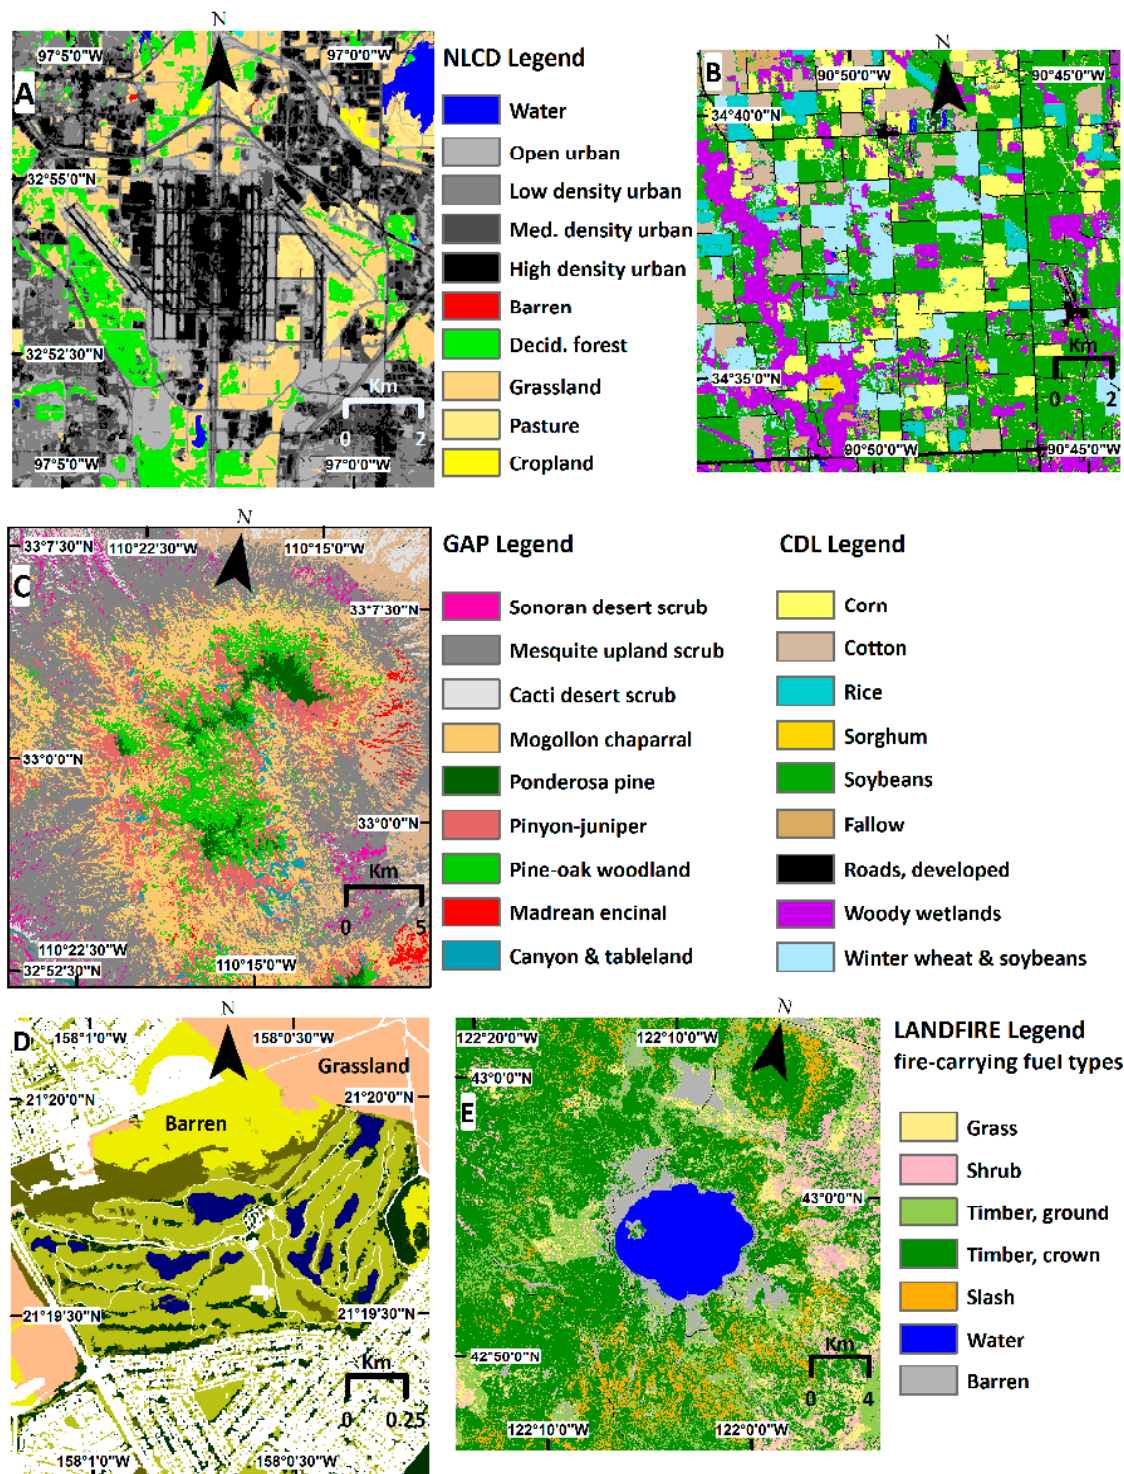 N
97°5'0"W
97°0'0"W
A
32°55'0"N
32°52'30"N
Km
0 2
97°5'0"W
97°0'0"W
NLCD Legend
Water
Open urban
Low density urban
Med. density urban
High density urban
Barren
Decid. forest
Grassland
Pasture
Cropland
N
B
90°50'0"W
90°45'0"W
34°40'0"N
34°35'0"N
Km
0 2
90°50'0"W
90°45'0"W
N
33°7'30"N
110°22'30"W
110°15'0"W
C
33°7'30"N
33°0'0"N
33°0'0"N
Km
0 5
110°22'30"W
32°52'30"N
110°15'0"W
GAP Legend
Sonoran desert scrub
Mesquite upland scrub
Cacti desert scrub
Mogollon chaparral
Ponderosa pine
Pinyon-juniper
Pine-oak woodland
Madrean encinal
Canyon & tableland
CDL Legend
Corn
Cotton
Rice
Sorghum
Soybeans
Fallow
Roads, developed
Woody wetlands
Winter wheat & soybeans
N
D
158°1'0"W
158°0'30"W
Grassland
21°20'0"N
21°20'0"N
Barren
21°19'30"N
21°19'30"N
Km
0 0.25
158°1'0"W
158°0'30"W
N
122°20'0"W
122°10'0"W
43°0'0"N
E
43°0'0"N
42°50'0"N
Km
0 4
122°10'0"W
122°0'0"W
LANDFIRE Legend
fire-carrying fuel types
Grass
Shrub
Timber, ground
Timber, crown
Slash
Water
Barren